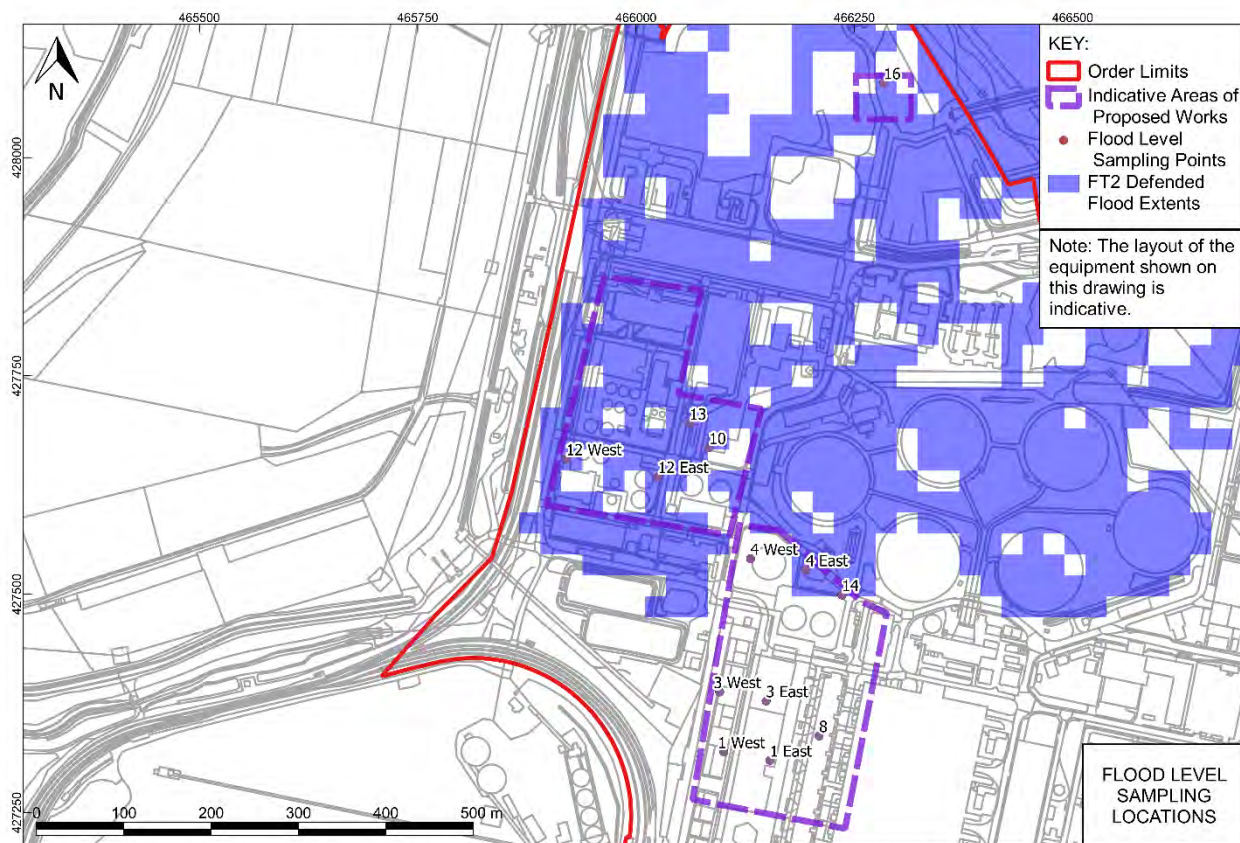 465500 465750 466000 466250 466500
N
428000
427750
427500
427250
16
13
10
12 West
12 East
4 West
4 East
14
3 West
3 East
8
1 West
1 East
0 100 200 300 400 500 m
KEY:
Order Limits
Indicative Areas of
Proposed Works
Flood Level
Sampling Points
FT2 Defended
Flood Extents
Note: The layout of the
equipment shown on
this drawing is
indicative.
FLOOD LEVEL
SAMPLING
LOCATIONS